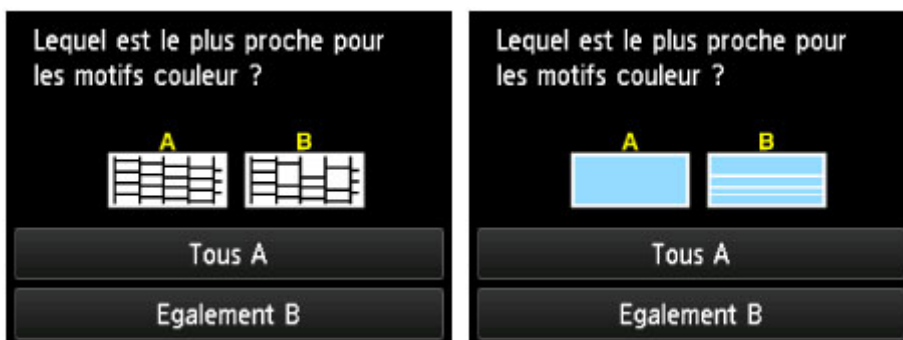 Lequel est le plus proche pour
les motifs couleur ?
A B
Tous A
Egalement B
Lequel est le plus proche pour
les motifs couleur ?
A B
Tous A
Egalement B